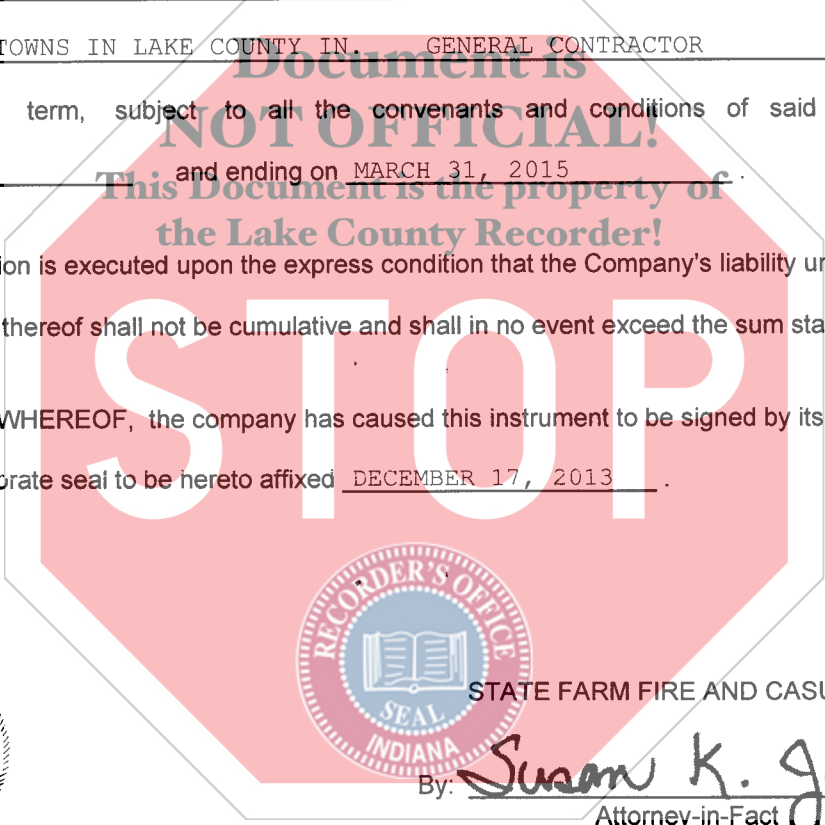 TOWNS IN LAKE COUNTY IN. GENERAL CONTRACTOR
Document is
term, subject to all the convenants and conditions of said
NOT OFFICIAL!
and ending on MARCH 31, 2015 .
This Document is the property of
the Lake County Recorder!
ion is executed upon the express condition that the Company's liability un
thereof shall not be cumulative and shall in no event exceed the sum sta
STOP
WHEREOF, the company has caused this instrument to be signed by its
orate seal to be hereto affixed DECEMBER 17, 2013 .
RECORDER'S OFFICE
SEAL
INDIANA
STATE FARM FIRE AND CASU
By: Susan K. J
Attorney-in-Fact